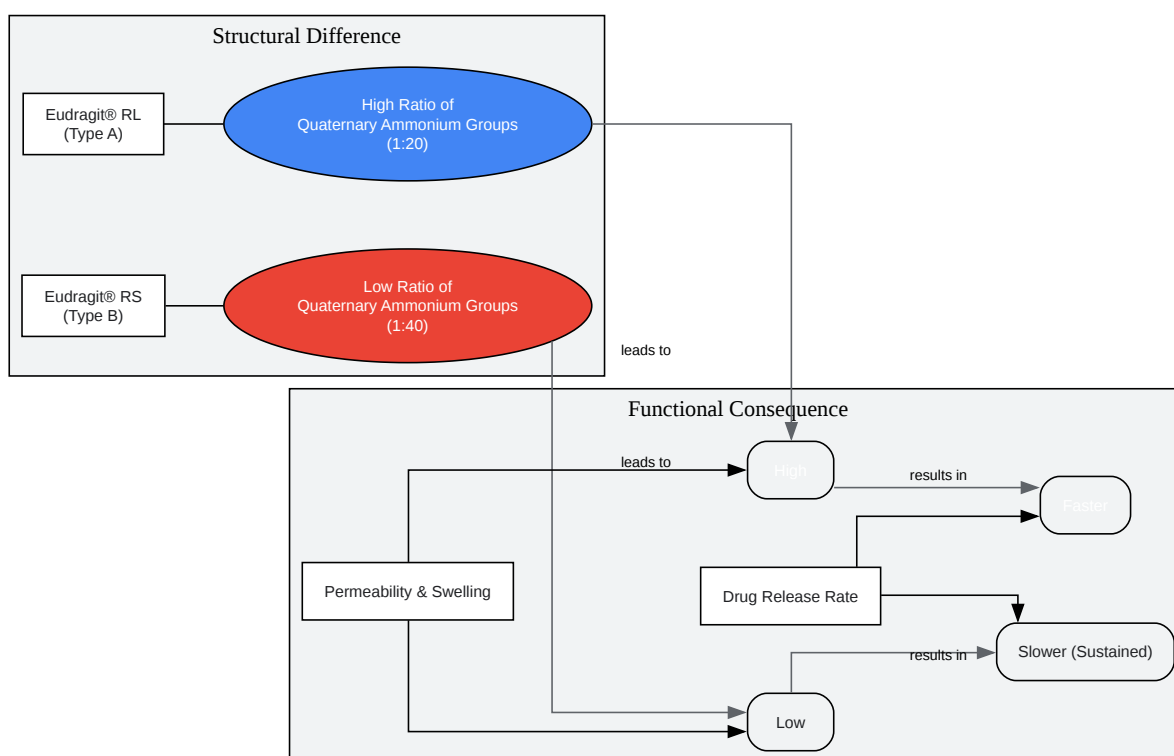 Structural Difference
Eudragit® RL
(Type A)
High Ratio of
Quaternary Ammonium Groups
(1:20)
Eudragit® RS
(Type B)
Low Ratio of
Quaternary Ammonium Groups
(1:40)
leads to
Functional Consequence
leads to
High
results in
Faster
Permeability & Swelling
Drug Release Rate
Slower (Sustained)
results in
Low